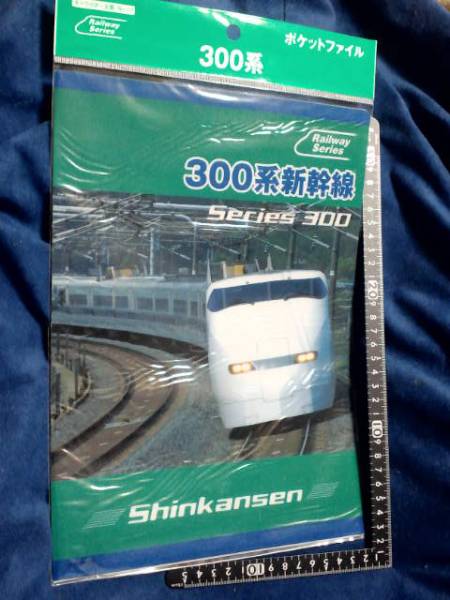 Railway
Series
ポケットファイル
300系
Railway
Series
300系新幹線
Series 300
Shinkansen